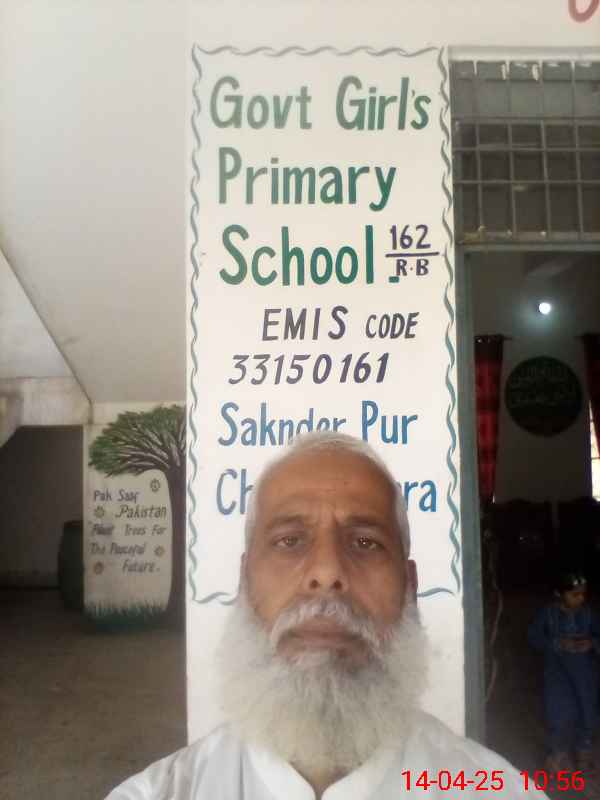 Govt Girl's
Primary
School. 162
R.B
EMIS CODE
33150161
Saknder Pur
Pak Saaf
Pakistan
Plant Trees For
The Peaceful
Future.
14-04-25 10:56